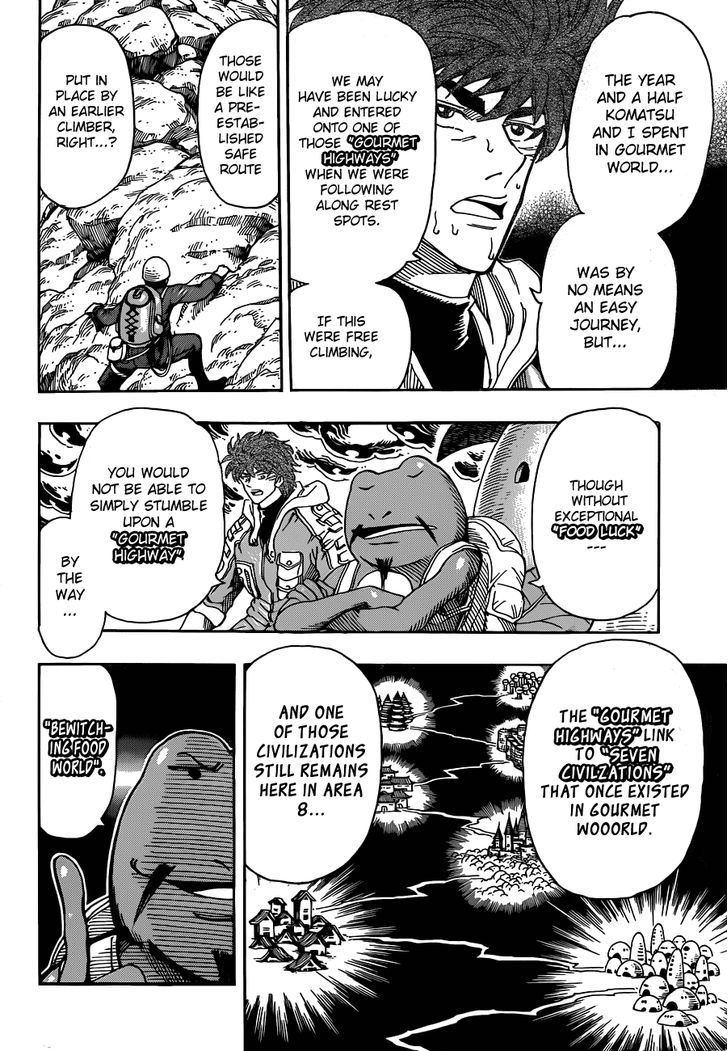 THE YEAR
AND A HALF
KOMATSU
AND I SPENT
IN GOURMET
WORLD...
WAS BY
NO MEANS
AN EASY
JOURNEY,
BUT...
WE MAY
HAVE BEEN LUCKY
AND ENTERED
ONTO ONE OF
THOSE "GOURMET
HIGHWAYS"
WHEN WE WERE
FOLLOWING
ALONG REST
SPOTS.
IF THIS
WERE FREE
CLIMBING,
THOSE
WOULD
BE LIKE
A PRE-
ESTAB-
LISHED
SAFE
ROUTE
PUT IN
PLACE BY
AN EARLIER
CLIMBER,
RIGHT...?
THOUGH
WITHOUT
EXCEPTIONAL
"FOOD LUCK"
---
YOU WOULD
NOT BE ABLE TO
SIMPLY STUMBLE
UPON A
"GOURMET
HIGHWAY"
BY
THE WAY
...
THE "GOURMET
HIGHWAYS" LINK
TO "SEVEN
CIVILZATIONS"
THAT ONCE EXISTED
IN GOURMET
WOOORLD.
AND ONE
OF THOSE
CIVILIZATIONS
STILL REMAINS
HERE IN AREA
8...
"BEWITCH-
ING FOOD
WORLD".